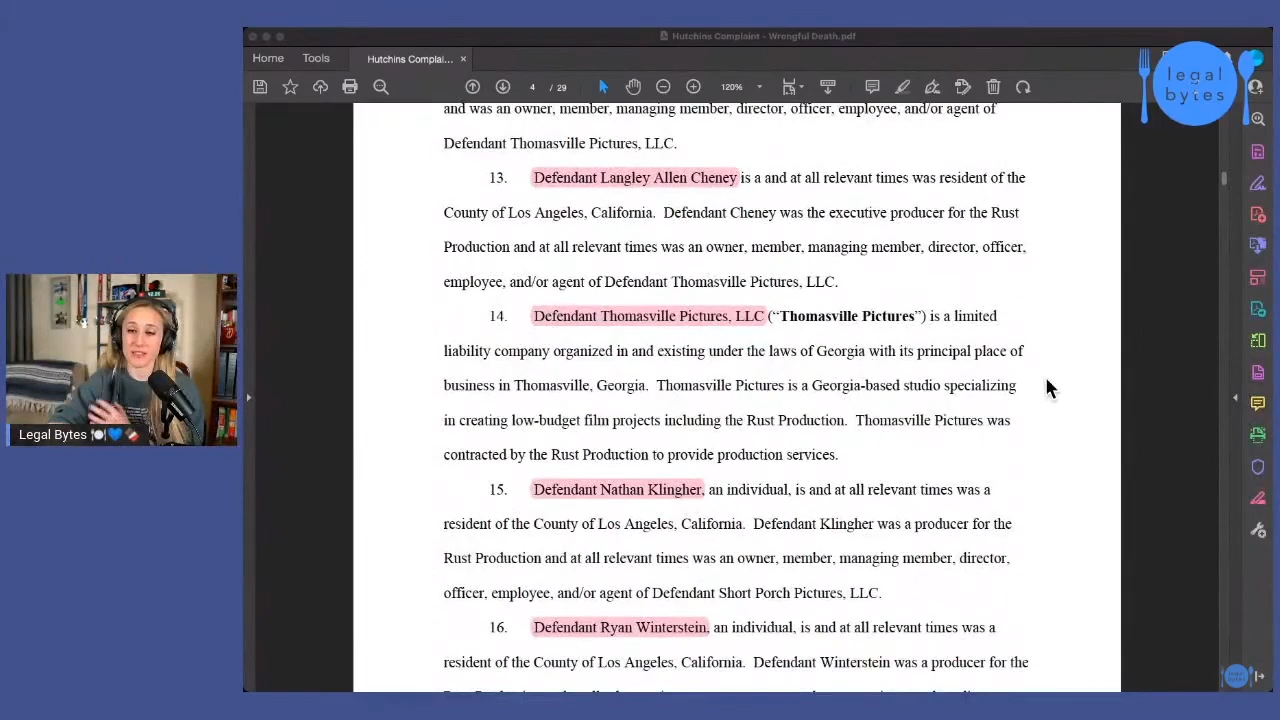 Hutchins Complaint - Wrongful Death.pdf
Home Tools Hutchins Complai... ×
4 / 29 120%
legal
bytes
and was an owner, member, managing member, director, officer, employee, and/or agent of
Defendant Thomasville Pictures, LLC.
13. Defendant Langley Allen Cheney is a and at all relevant times was resident of the
County of Los Angeles, California. Defendant Cheney was the executive producer for the Rust
Production and at all relevant times was an owner, member, managing member, director, officer,
employee, and/or agent of Defendant Thomasville Pictures, LLC.
14. Defendant Thomasville Pictures, LLC (“Thomasville Pictures”) is a limited
liability company organized in and existing under the laws of Georgia with its principal place of
business in Thomasville, Georgia. Thomasville Pictures is a Georgia-based studio specializing
in creating low-budget film projects including the Rust Production. Thomasville Pictures was
contracted by the Rust Production to provide production services.
15. Defendant Nathan Klingher, an individual, is and at all relevant times was a
resident of the County of Los Angeles, California. Defendant Klingher was a producer for the
Rust Production and at all relevant times was an owner, member, managing member, director,
officer, employee, and/or agent of Defendant Short Porch Pictures, LLC.
16. Defendant Ryan Winterstein, an individual, is and at all relevant times was a
resident of the County of Los Angeles, California. Defendant Winterstein was a producer for the
Legal Bytes 🍽️💙🍫
legal
bytes